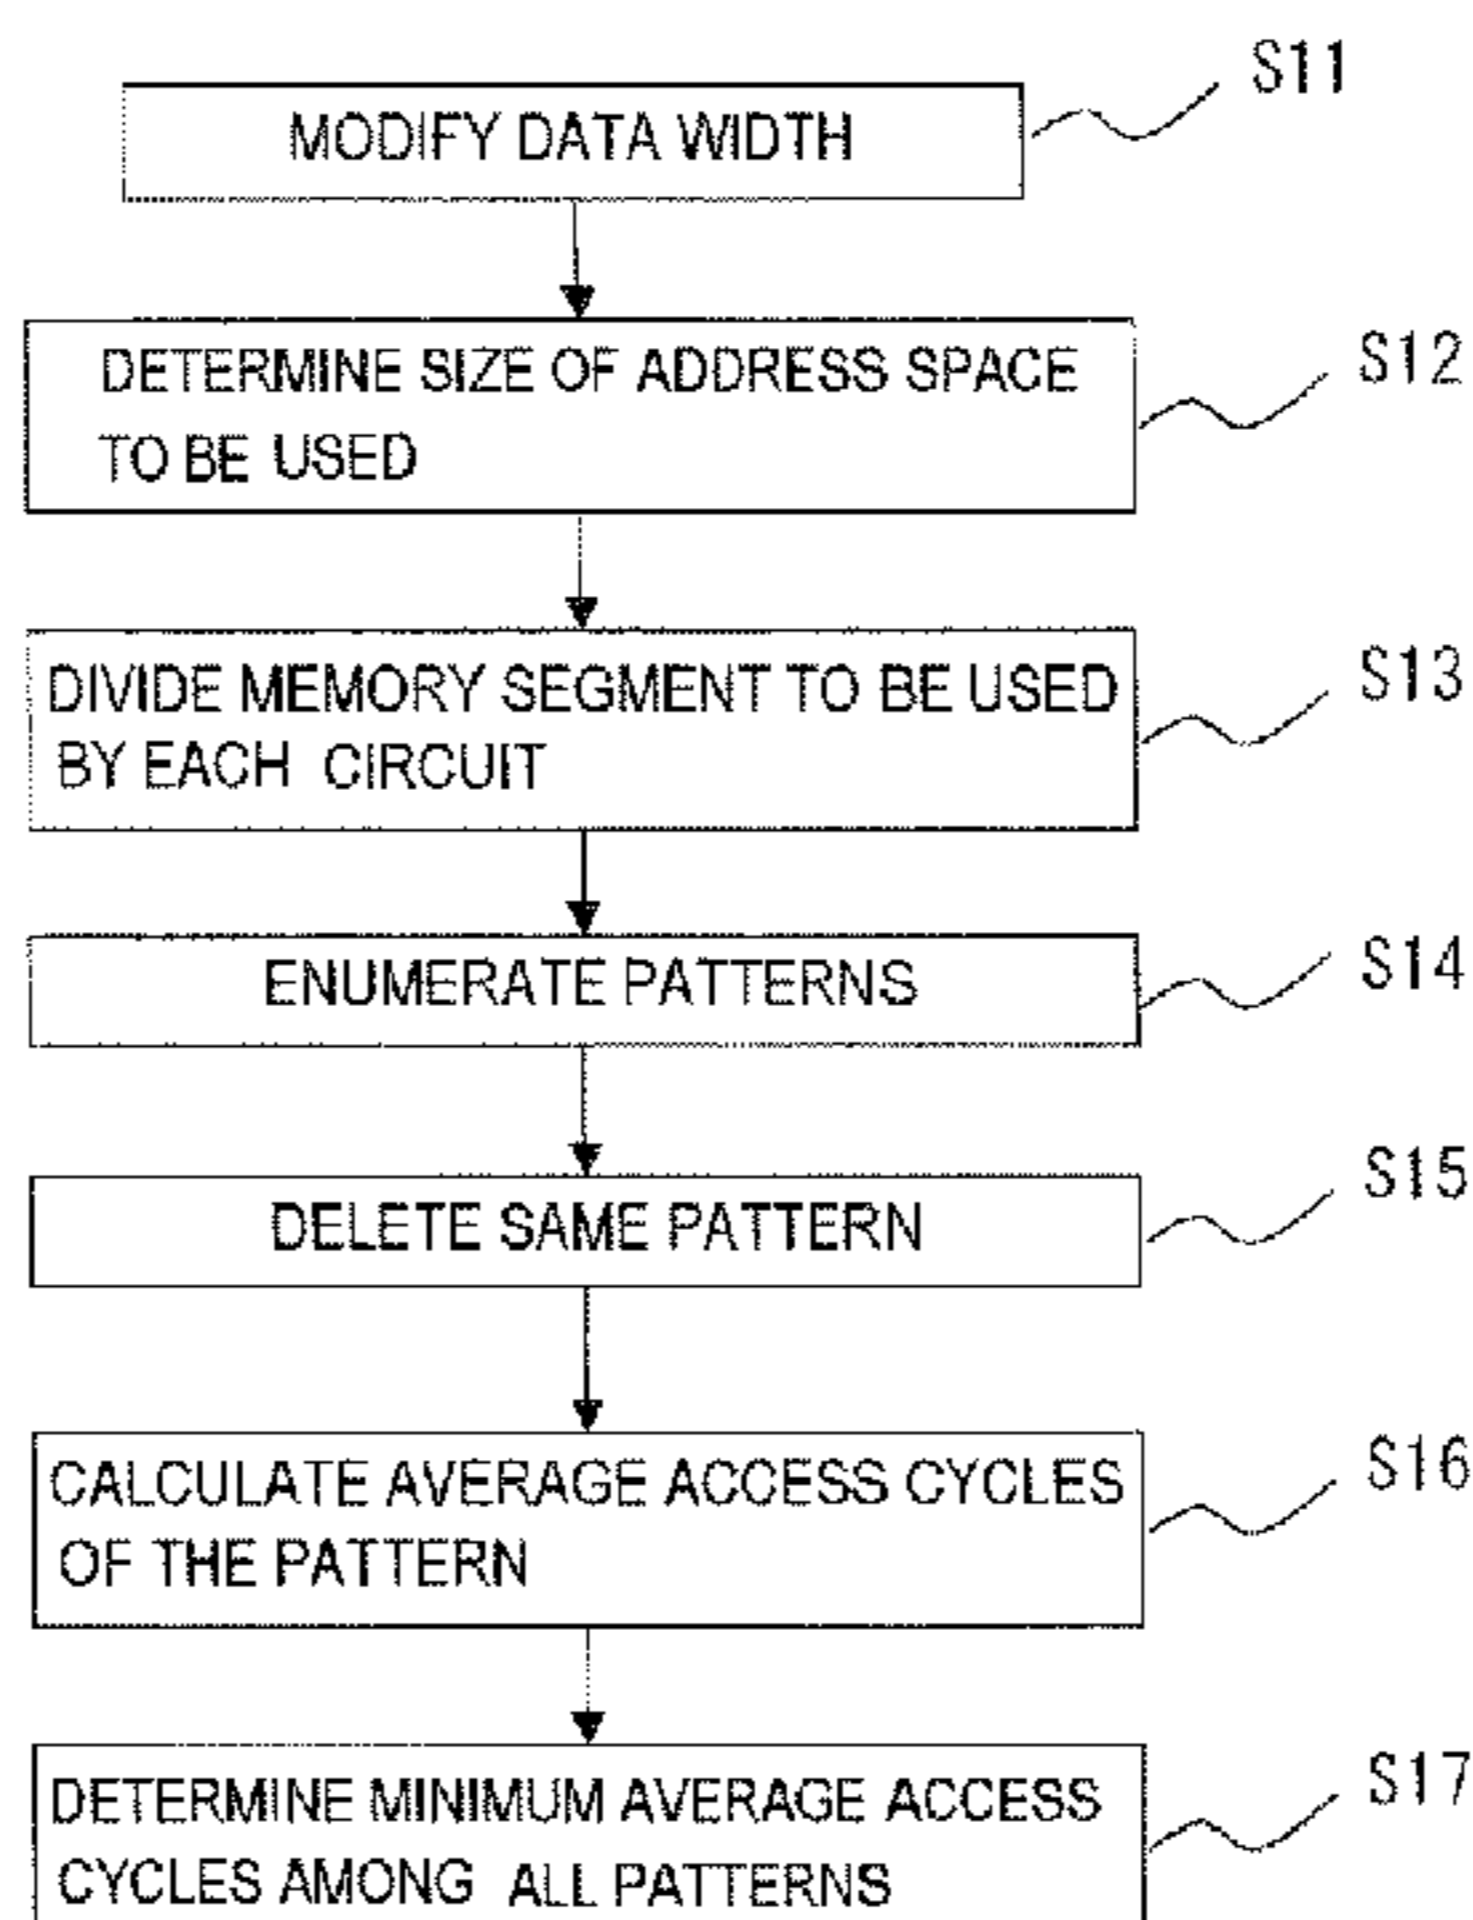 MODIFY DATA WIDTH
S11
DETERMINE SIZE OF ADDRESS SPACE
TO BE USED
S12
DIVIDE MEMORY SEGMENT TO BE USED
BY EACH CIRCUIT
S13
ENUMERATE PATTERNS
S14
DELETE SAME PATTERN
S15
CALCULATE AVERAGE ACCESS CYCLES
OF THE PATTERN
S16
DETERMINE MINIMUM AVERAGE ACCESS
CYCLES AMONG ALL PATTERNS
S17